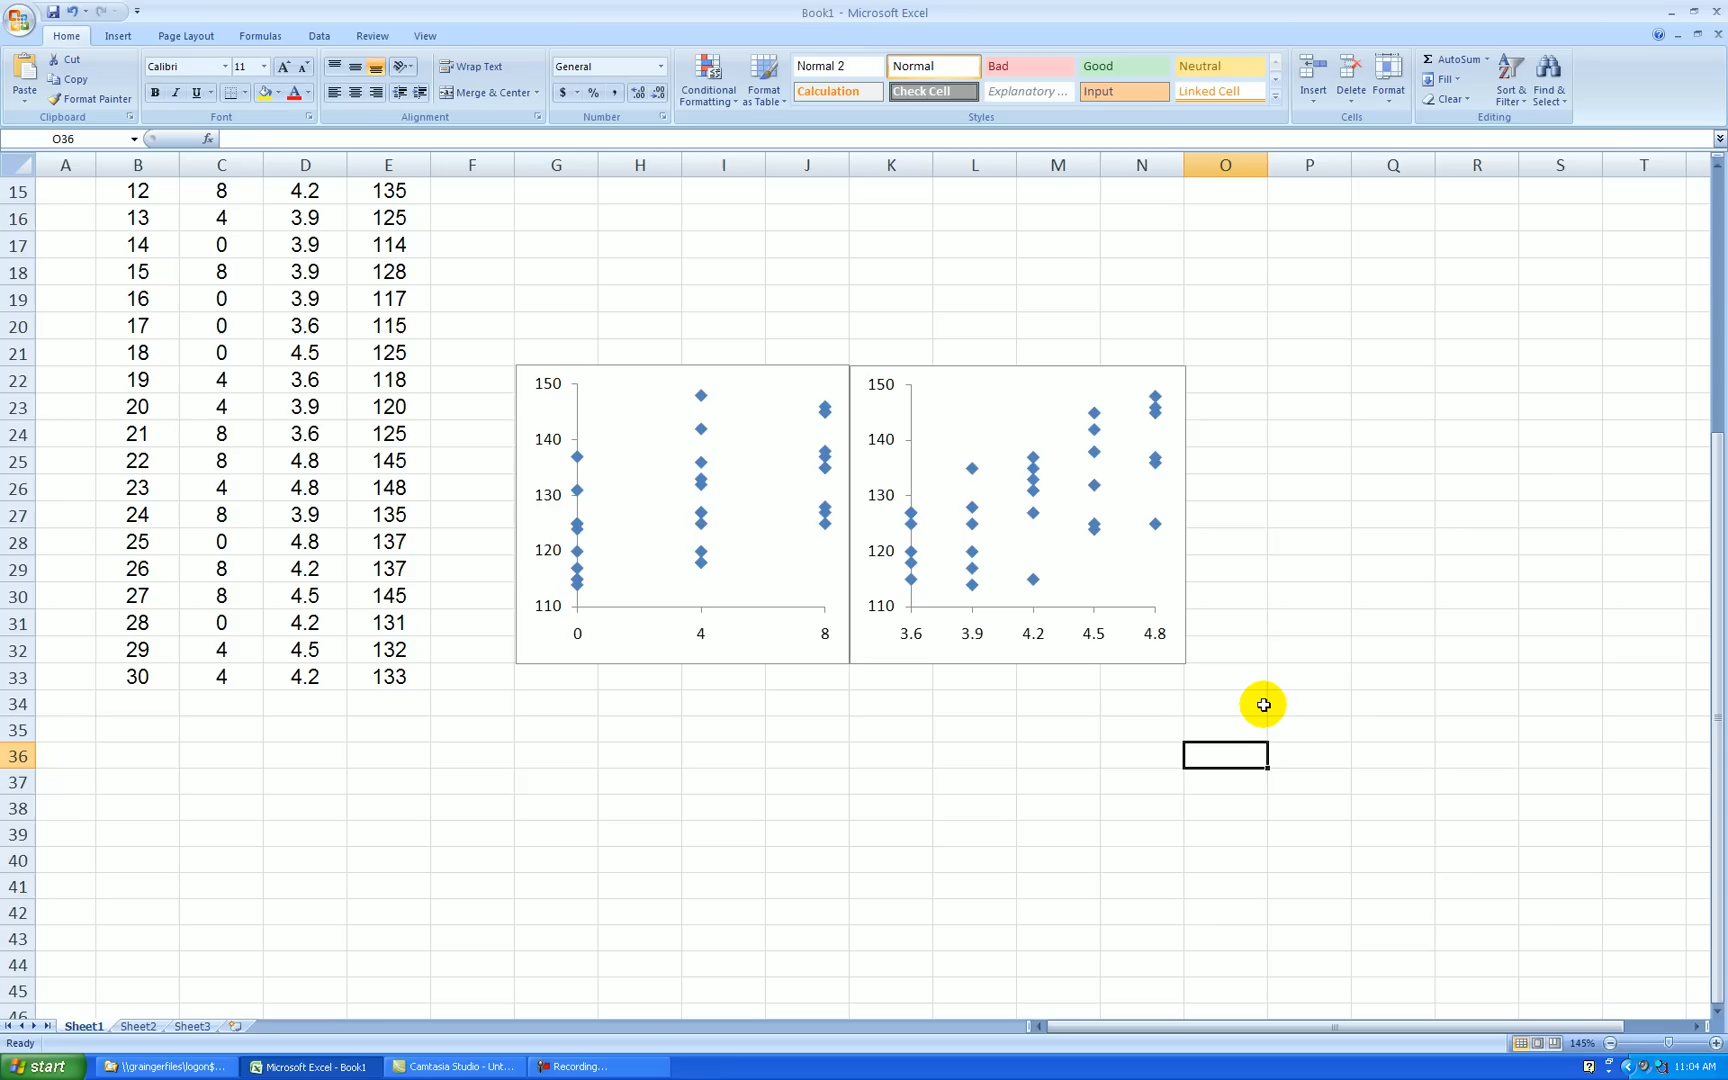 Book1 - Microsoft Excel
Home Insert Page Layout Formulas Data Review View
Paste
Cut
Copy
Format Painter
Clipboard
Calibri 11
B I U
Font
Wrap Text
Merge & Center
Alignment
General
$ % ,
Number
Conditional Formatting
Format as Table
Normal 2 Normal Bad Good Neutral
Calculation Check Cell Explanatory ... Input Linked Cell
Styles
Insert Delete Format
Cells
AutoSum
Fill
Clear
Sort & Filter
Find & Select
Editing
O36 fx
A B C D E F G H I J K L M N O P Q R S T
15 12 8 4.2 135
16 13 4 3.9 125
17 14 0 3.9 114
18 15 8 3.9 128
19 16 0 3.9 117
20 17 0 3.6 115
21 18 0 4.5 125
22 19 4 3.6 118
23 20 4 3.9 120
24 21 8 3.6 125
25 22 8 4.8 145
26 23 4 4.8 148
27 24 8 3.9 135
28 25 0 4.8 137
29 26 8 4.2 137
30 27 8 4.5 145
31 28 0 4.2 131
32 29 4 4.5 132
33 30 4 4.2 133
34
35
36
37
38
39
40
41
42
43
44
45
46
150
140
130
120
110
0 4 8
150
140
130
120
110
3.6 3.9 4.2 4.5 4.8
Sheet1 Sheet2 Sheet3
Ready 145%
start \\graingerfiles\logon$... Microsoft Excel - Book1 Camtasia Studio - Unt... Recording... 11:04 AM